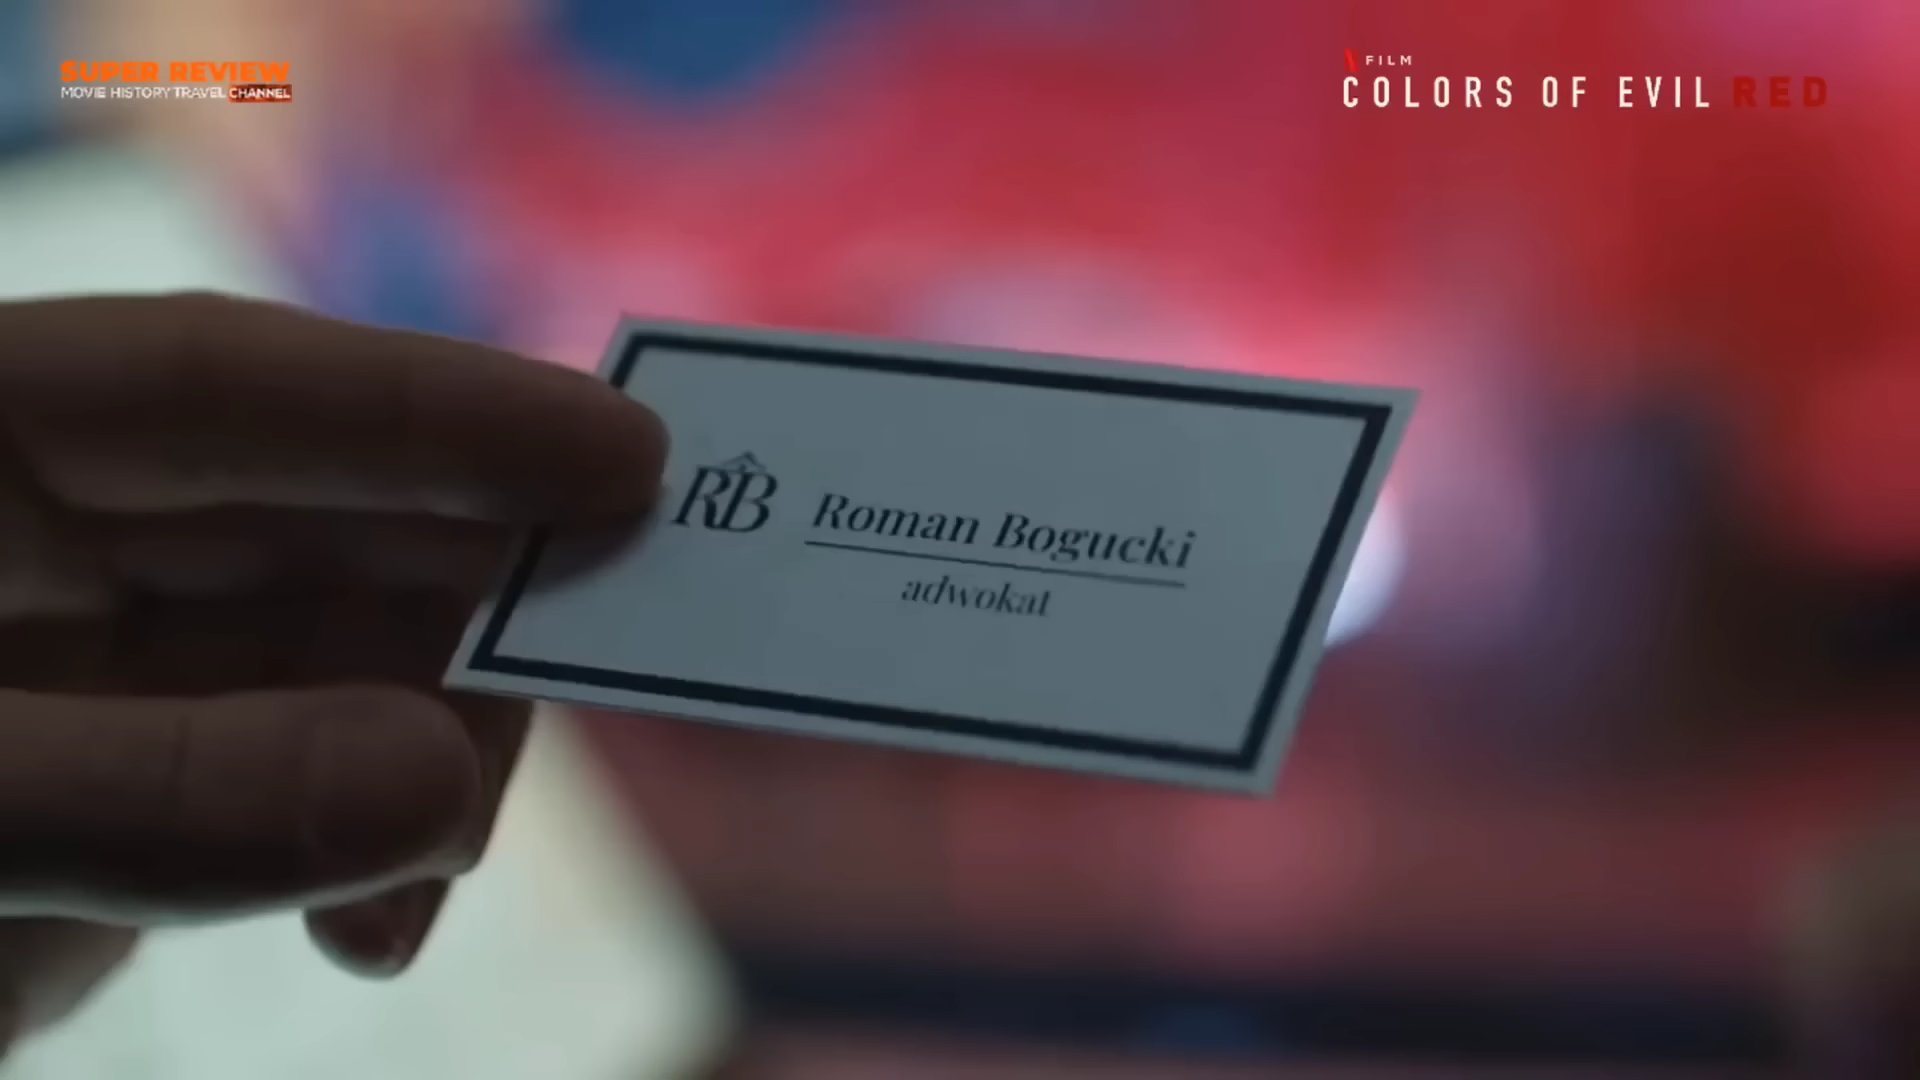 SUPER REVIEW
MOVIE HISTORY TRAVEL CHANNEL
FILM
COLORS OF EVIL RED
RB
Roman Bogucki
adwokat